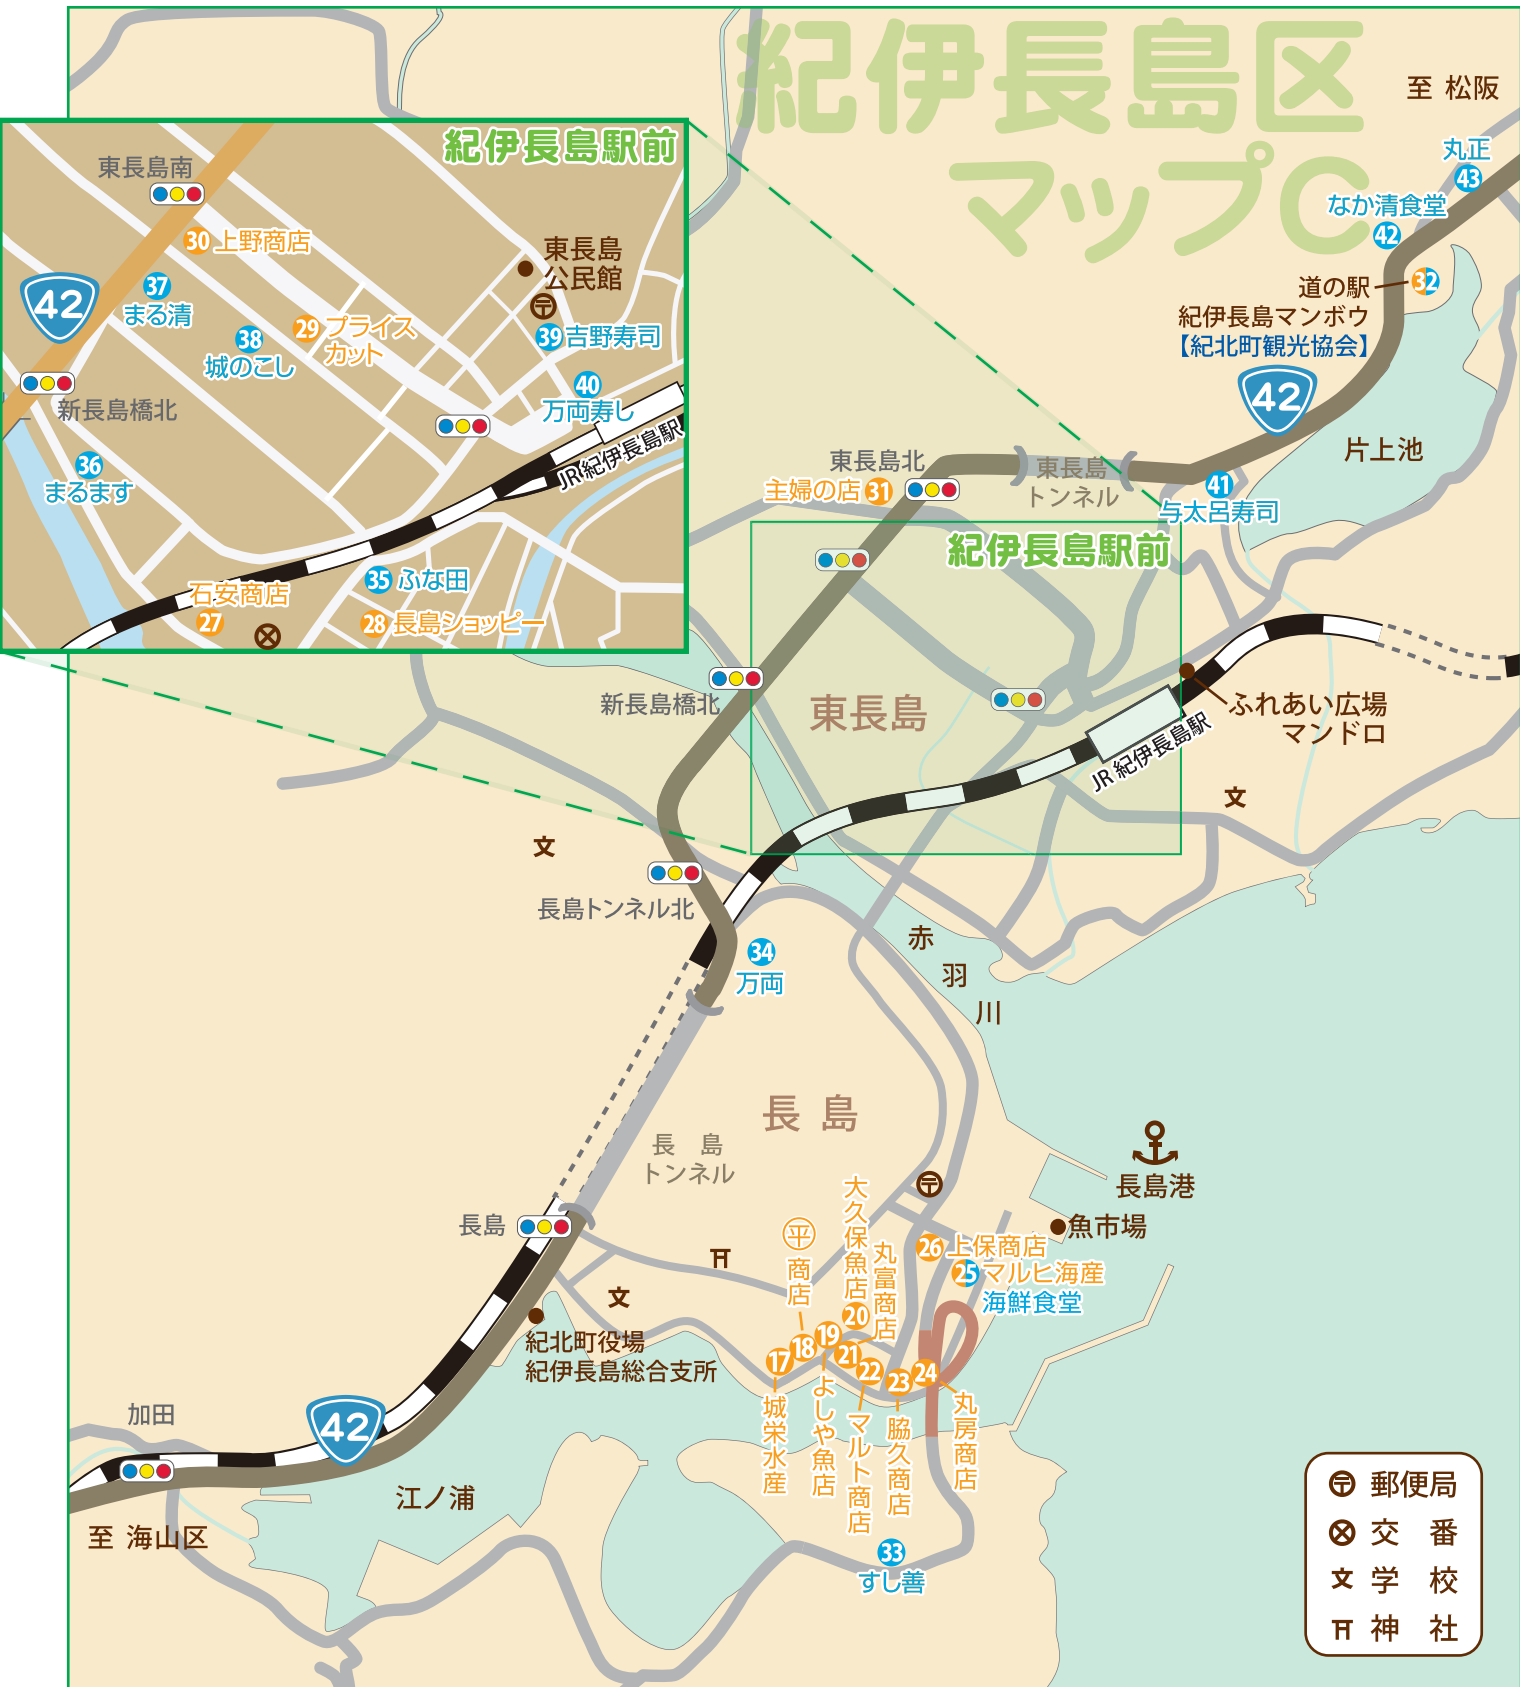 紀伊長島区
マップC
至 松阪
丸正
43
なか清食堂
42
道の駅
紀伊長島マンボウ
【紀北町観光協会】
32
42
片上池
紀伊長島駅前
東長島南
30 上野商店
東長島
公民館
37
まる清
42
38
城のこし
29 プライス
カット
39 吉野寿司
40
万両寿し
新長島橋北
JR紀伊長島駅
36
まるます
石安商店
27
35 ふな田
28 長島ショッピー
東長島北
主婦の店 31
東長島
トンネル
41
与太呂寿司
紀伊長島駅前
新長島橋北
東長島
JR 紀伊長島駅
ふれあい広場
マンドロ
文
文
長島トンネル北
34
万両
赤羽川
長 島
長 島
トンネル
長島港
魚市場
長島
文
紀北町役場
紀伊長島総合支所
26 上保商店
25 マルヒ海産
海鮮食堂
大久保魚店
20
丸富商店
21
㊤商店
18
19
よしや魚店
17
城栄水産
22
マルト商店
23
脇久商店
24
丸房商店
33
すし善
加田
42
江ノ浦
至 海山区
郵便局
交 番
文 学 校
神 社